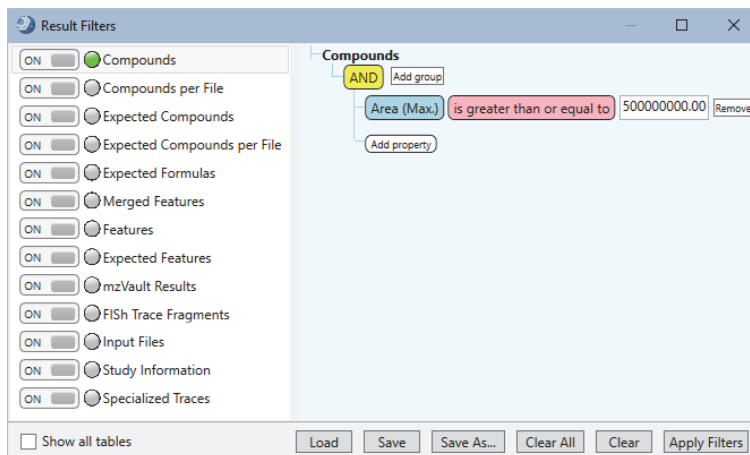 Result Filters
ON Compounds
ON Compounds per File
ON Expected Compounds
ON Expected Compounds per File
ON Expected Formulas
ON Merged Features
ON Features
ON Expected Features
ON mzVault Results
ON FISh Trace Fragments
ON Input Files
ON Study Information
ON Specialized Traces
Compounds
AND Add group
Area (Max.) is greater than or equal to 500000000.00 Remove
Add property
Show all tables Load Save Save As... Clear All Clear Apply Filters